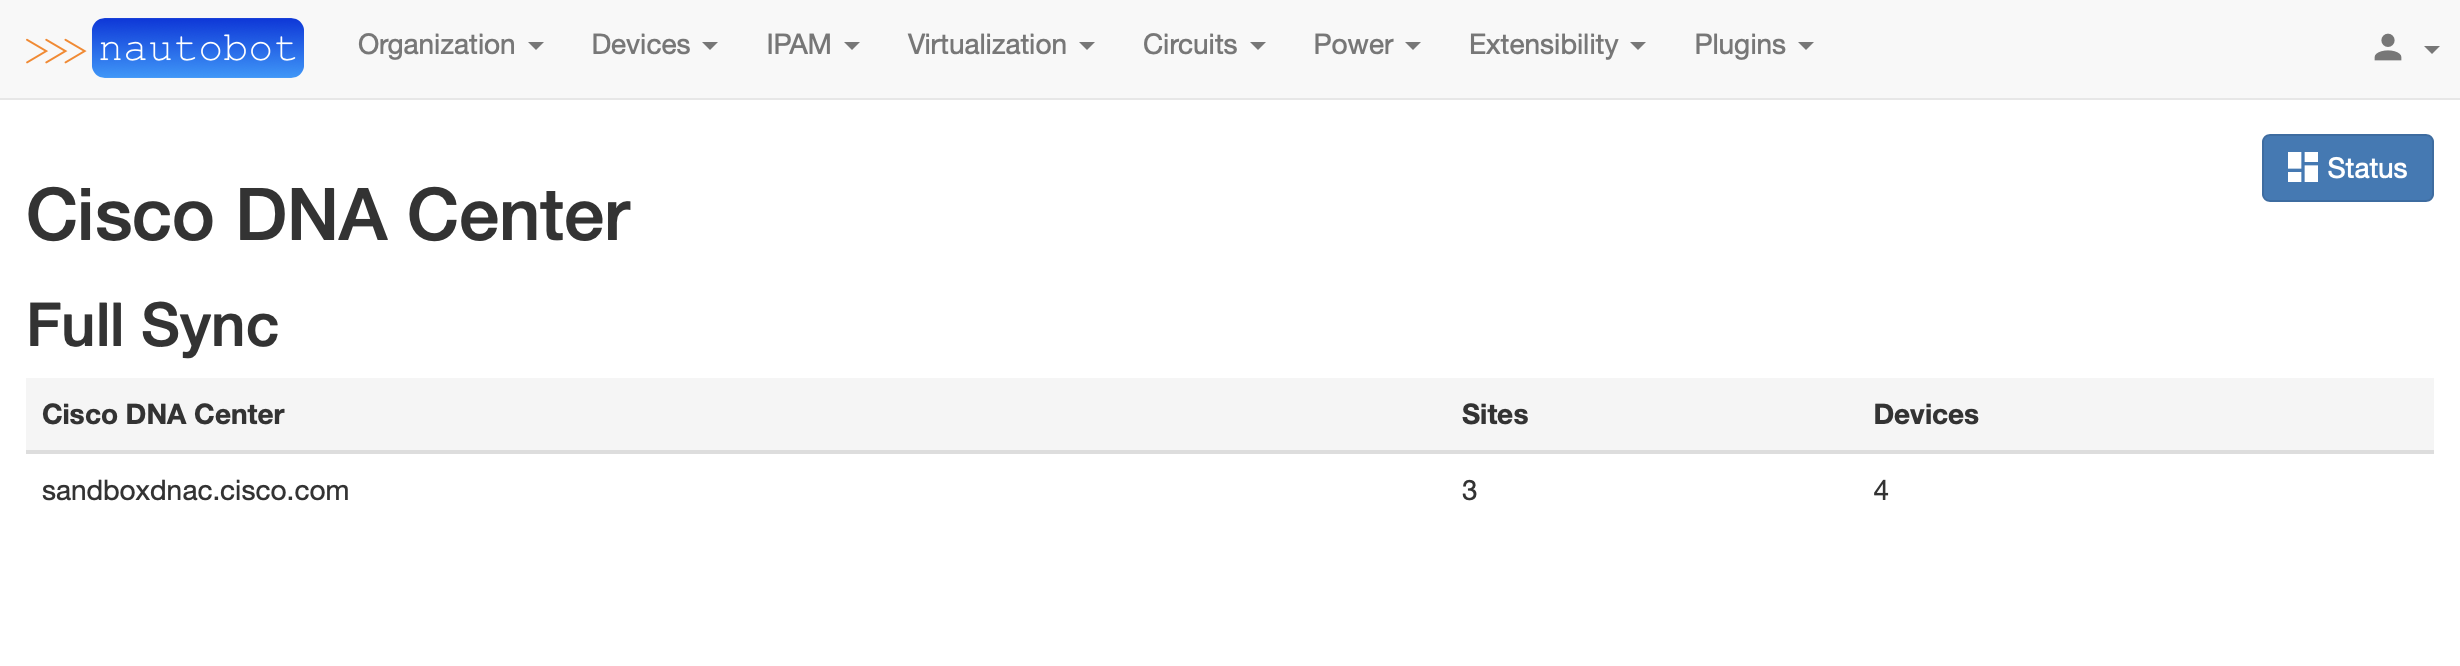 >>> nautobot Organization Devices IPAM Virtualization Circuits Power Extensibility Plugins
Status
Cisco DNA Center
Full Sync
Cisco DNA Center Sites Devices
sandboxdnac.cisco.com 3 4